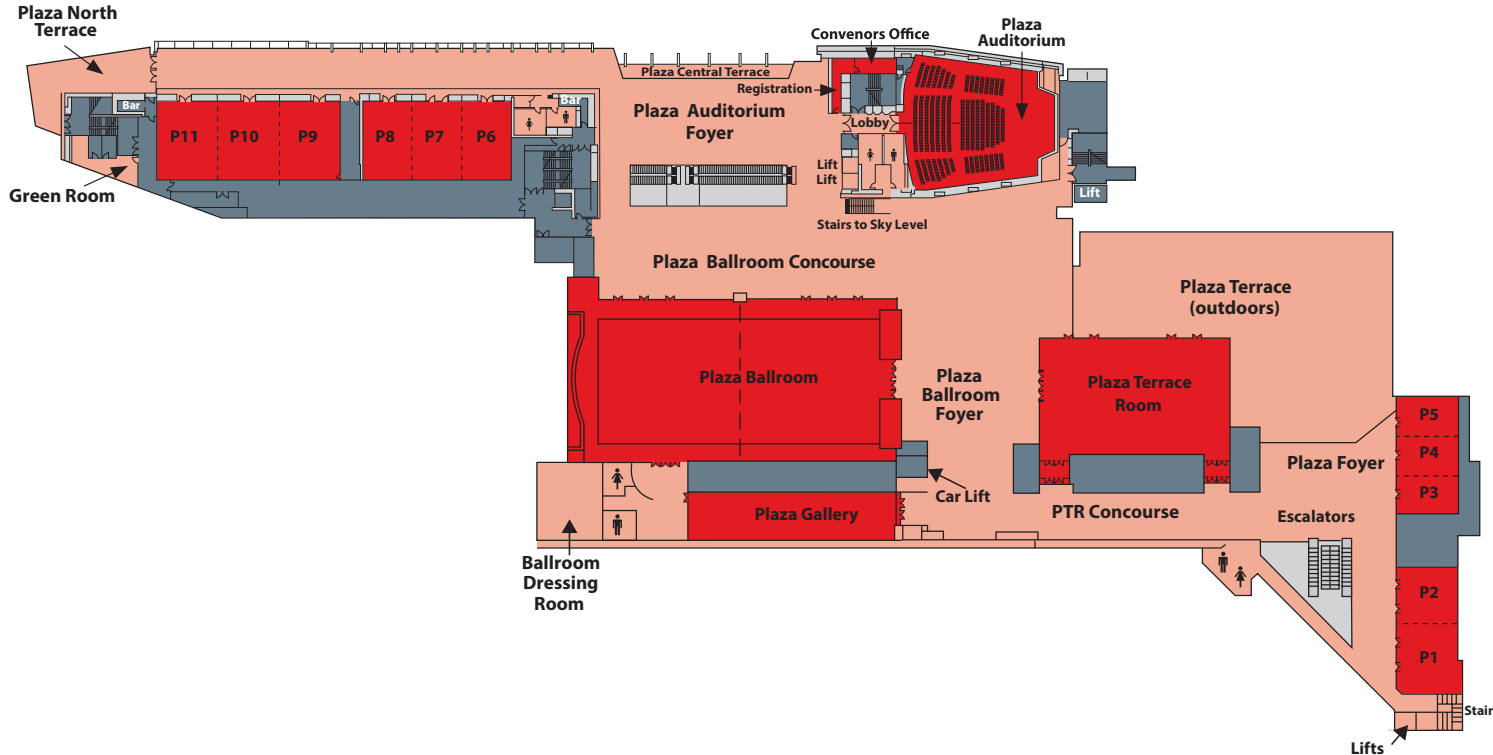 Plaza North
Terrace
Convenors Office
Plaza
Auditorium
Plaza Central Terrace
Registration
Bar
Bar
Plaza Auditorium
Foyer
Lobby
P11
P10
P9
P8
P7
P6
Lift
Lift
Green Room
Lift
Stairs to Sky Level
Plaza Ballroom Concourse
Plaza Terrace
(outdoors)
Plaza Ballroom
Plaza
Ballroom
Foyer
Plaza Terrace
Room
P5
P4
P3
Plaza Foyer
Car Lift
Plaza Gallery
PTR Concourse
Escalators
Ballroom
Dressing
Room
P2
P1
Stair
Lifts